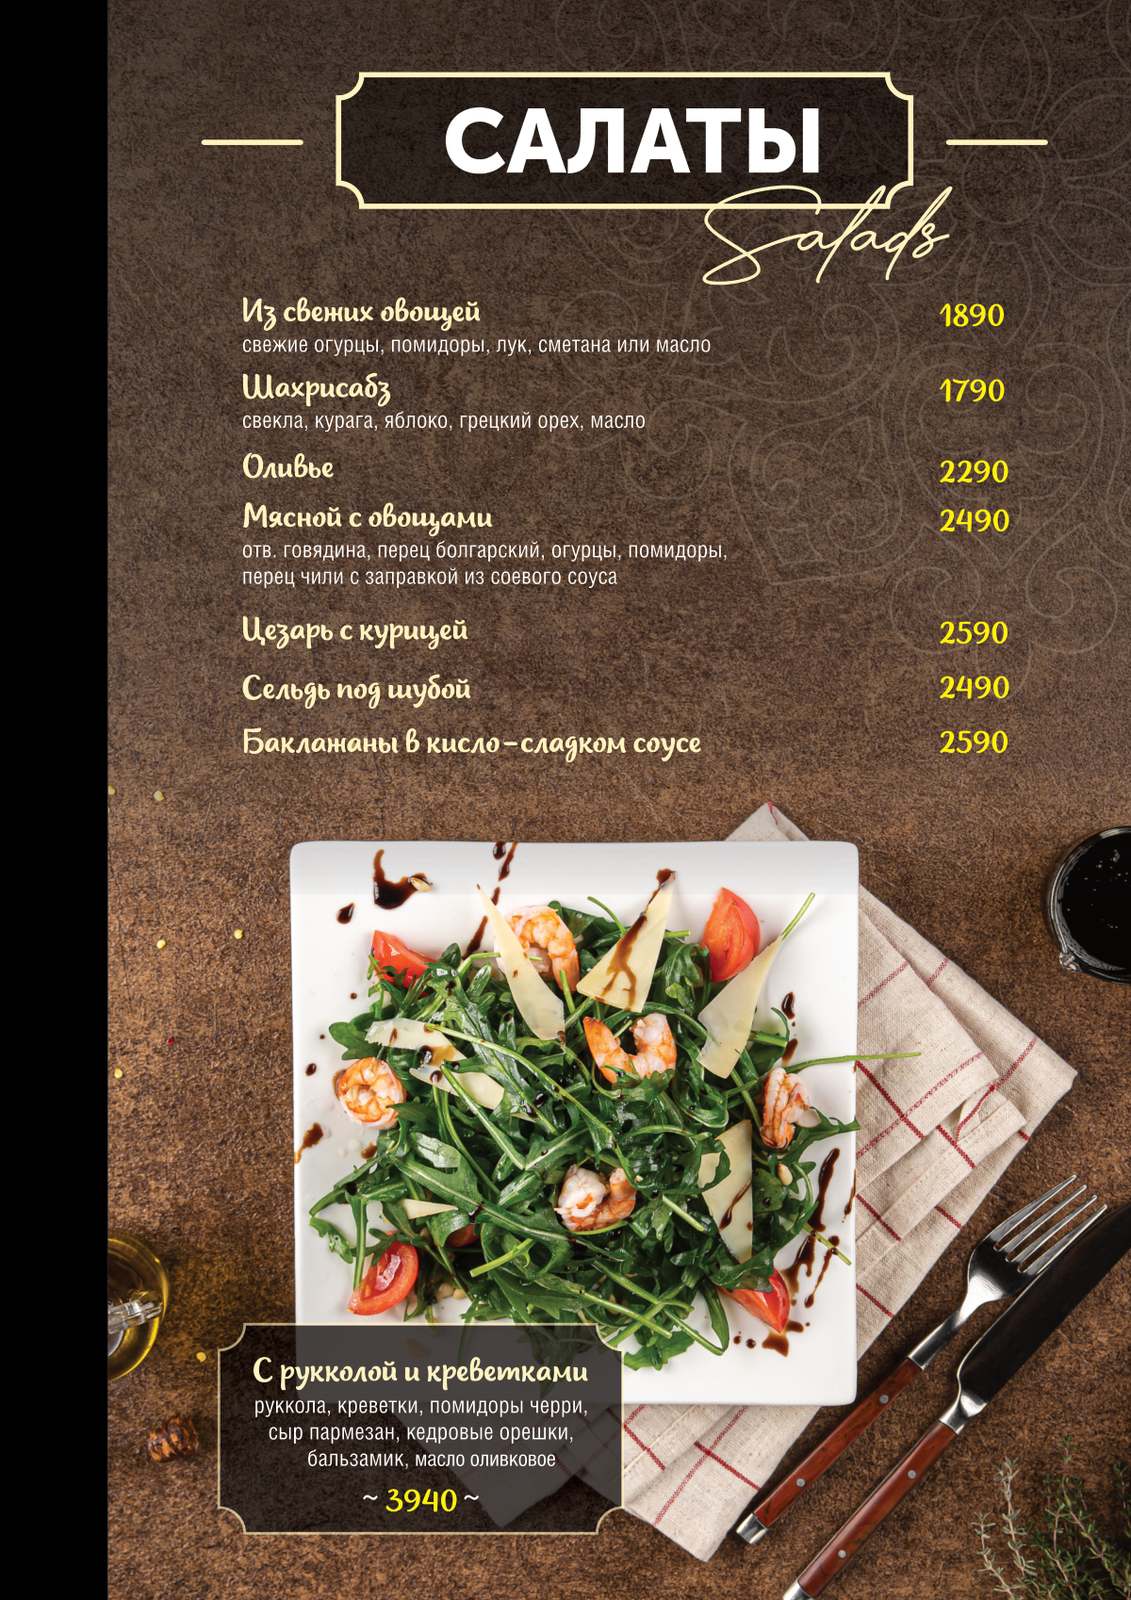 САЛАТЫ
Salads
Из свежих овощей 1890
свежие огурцы, помидоры, лук, сметана или масло
Шахрисабз 1790
свекла, курага, яблоко, грецкий орех, масло
Оливье 2290
Мясной с овощами 2490
отв. говядина, перец болгарский, огурцы, помидоры,
перец чили с заправкой из соевого соуса
Цезарь с курицей 2590
Сельдь под шубой 2490
Баклажаны в кисло-сладком соусе 2590
С рукколой и креветками
руккола, креветки, помидоры черри,
сыр пармезан, кедровые орешки,
бальзамик, масло оливковое
~ 3940 ~